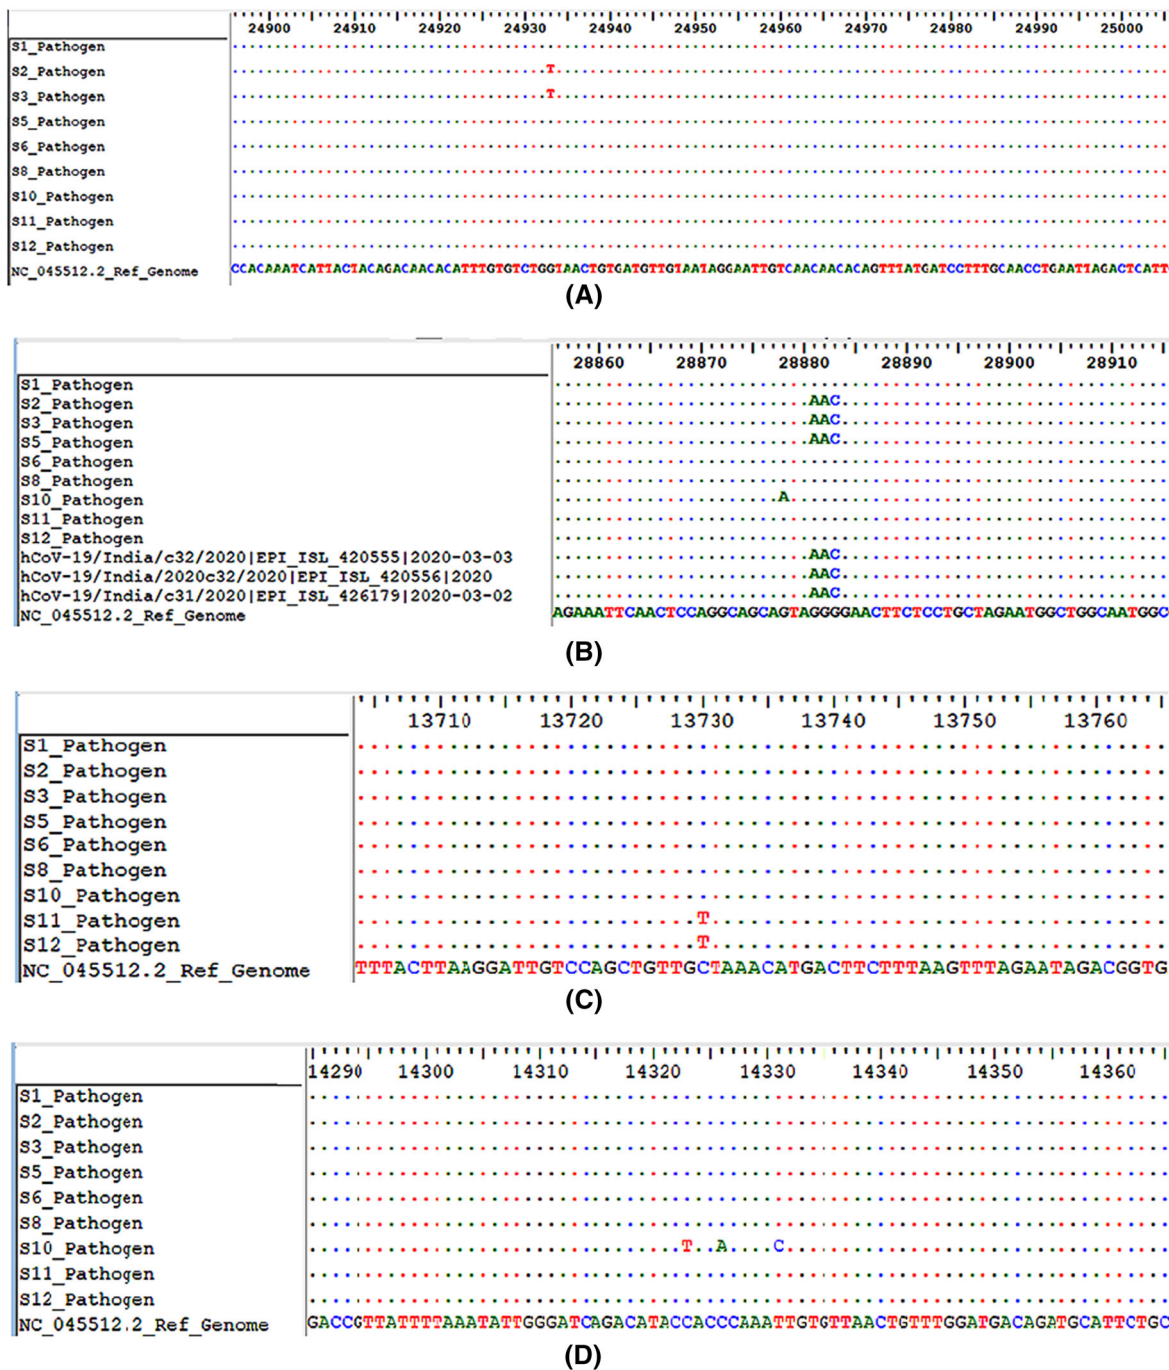 24900 24910 24920 24930 24940 24950 24960 24970 24980 24990 25000
S1_Pathogen
S2_Pathogen T
S3_Pathogen T
S5_Pathogen
S6_Pathogen
S8_Pathogen
S10_Pathogen
S11_Pathogen
S12_Pathogen
NC_045512.2_Ref_Genome CCACAAATCATTACTACAGACAACACATTTGTGTCTGGTAACTGTGATGTTGTAATAGGAATTGTCAACAACACAGTTTATGATCCTTTGCAACCTGAATTAGACTCATT
(A)
28860 28870 28880 28890 28900 28910
S1_Pathogen
S2_Pathogen AAC
S3_Pathogen AAC
S5_Pathogen AAC
S6_Pathogen
S8_Pathogen
S10_Pathogen A
S11_Pathogen
S12_Pathogen
hCoV-19/India/c32/2020|EPI_ISL_420555|2020-03-03 AAC
hCoV-19/India/2020c32/2020|EPI_ISL_420556|2020 AAC
hCoV-19/India/c31/2020|EPI_ISL_426179|2020-03-02 AAC
NC_045512.2_Ref_Genome AGAAATTCAACTCCAGGCAGCAGTAGGGGAACTTCTCCTGCTAGAATGGCTGGCAATGGC
(B)
13710 13720 13730 13740 13750 13760
S1_Pathogen
S2_Pathogen
S3_Pathogen
S5_Pathogen
S6_Pathogen
S8_Pathogen
S10_Pathogen
S11_Pathogen T
S12_Pathogen T
NC_045512.2_Ref_Genome TTTACTTAAGGATTGTCCAGCTGTTGCTAAACATGACTTCTTTAAGTTTAGAATAGACGGTG
(C)
14290 14300 14310 14320 14330 14340 14350 14360
S1_Pathogen
S2_Pathogen
S3_Pathogen
S5_Pathogen
S6_Pathogen
S8_Pathogen
S10_Pathogen T A C
S11_Pathogen
S12_Pathogen
NC_045512.2_Ref_Genome GACCGTTATTTTAAATATTGGGATCAGACATACCACCCAAATTGTGTTAACTGTTTGGATGACAGATGCATTCTGC
(D)